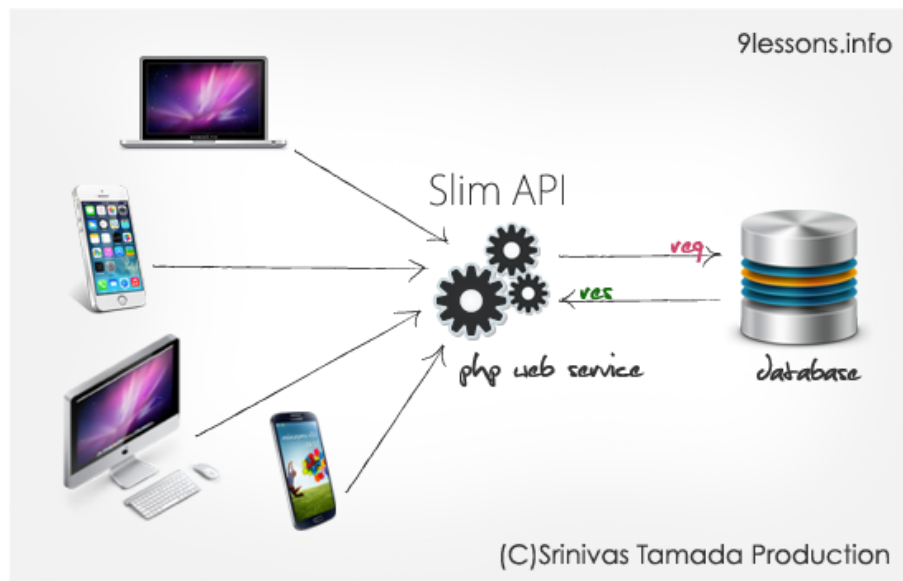 9lessons.info
Slim API
req
res
php web service
database
(C)Srinivas Tamada Production